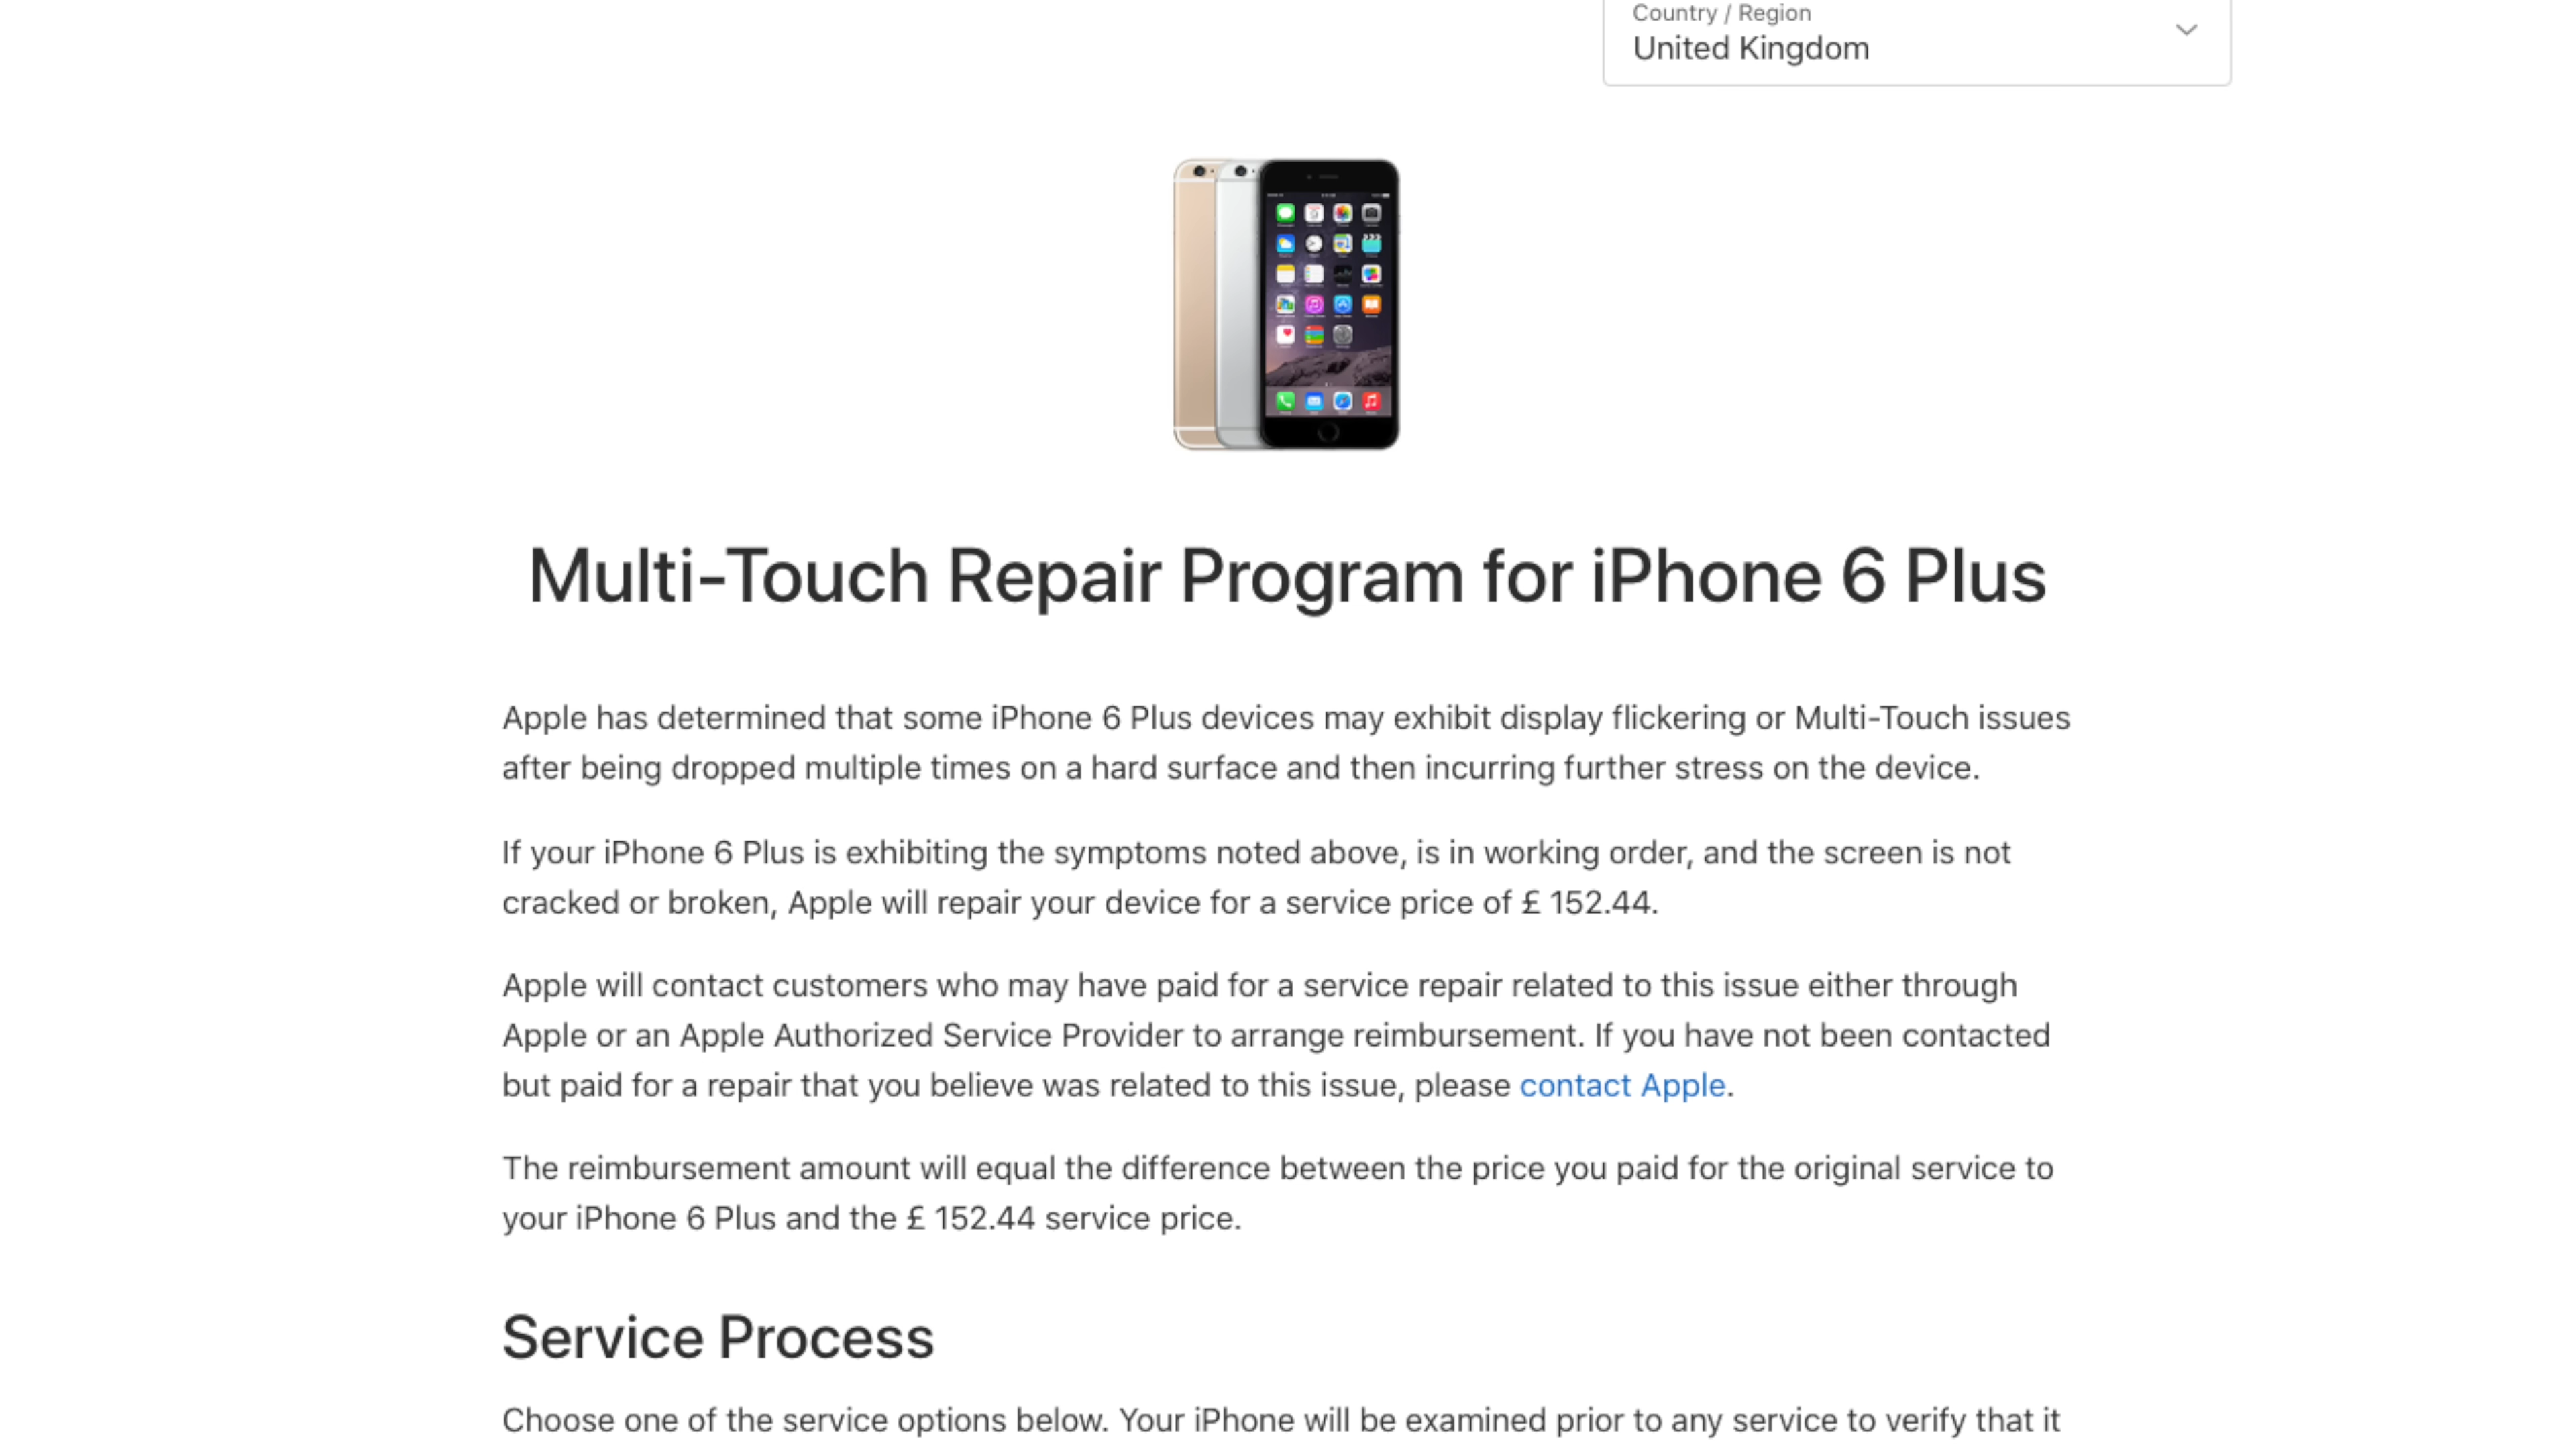 Country / Region
United Kingdom
Multi-Touch Repair Program for iPhone 6 Plus
Apple has determined that some iPhone 6 Plus devices may exhibit display flickering or Multi-Touch issues
after being dropped multiple times on a hard surface and then incurring further stress on the device.
If your iPhone 6 Plus is exhibiting the symptoms noted above, is in working order, and the screen is not
cracked or broken, Apple will repair your device for a service price of £ 152.44.
Apple will contact customers who may have paid for a service repair related to this issue either through
Apple or an Apple Authorized Service Provider to arrange reimbursement. If you have not been contacted
but paid for a repair that you believe was related to this issue, please contact Apple.
The reimbursement amount will equal the difference between the price you paid for the original service to
your iPhone 6 Plus and the £ 152.44 service price.
Service Process
Choose one of the service options below. Your iPhone will be examined prior to any service to verify that it